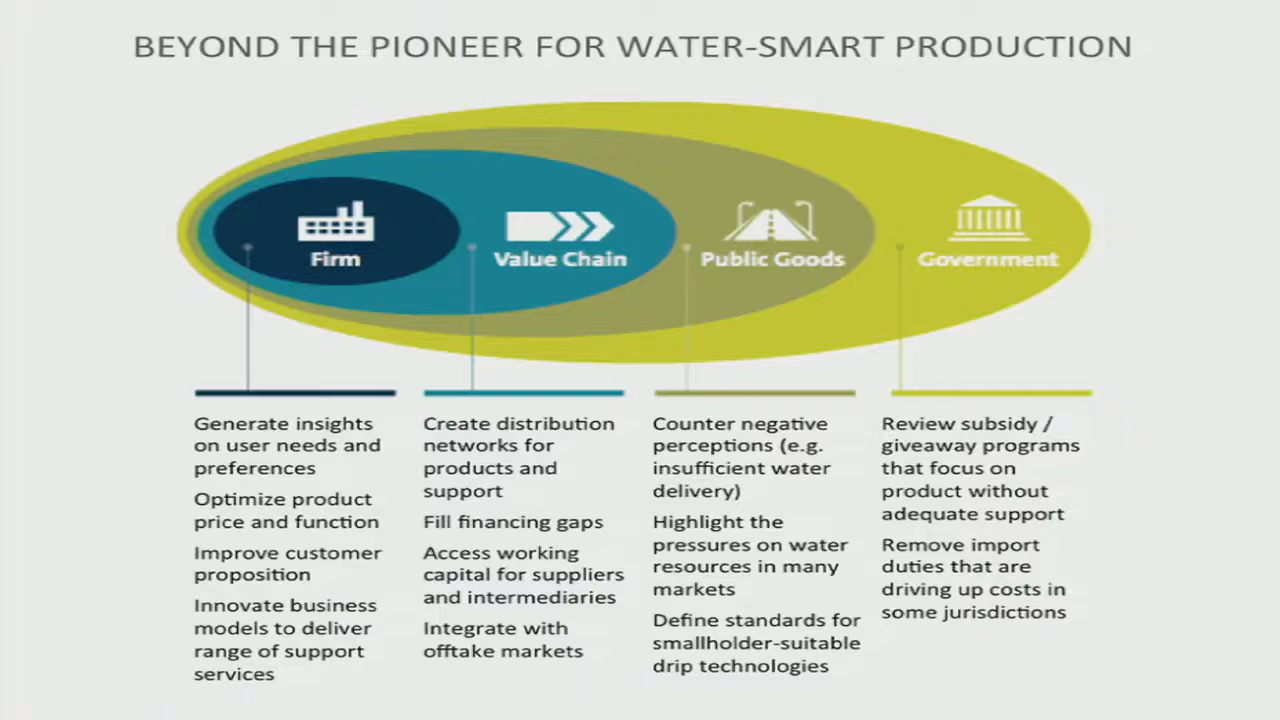 BEYOND THE PIONEER FOR WATER-SMART PRODUCTION
Firm
Value Chain
Public Goods
Government
Generate insights
on user needs and
preferences
Optimize product
price and function
Improve customer
proposition
Innovate business
models to deliver
range of support
services
Create distribution
networks for
products and
support
Fill financing gaps
Access working
capital for suppliers
and intermediaries
Integrate with
offtake markets
Counter negative
perceptions (e.g.
insufficient water
delivery)
Highlight the
pressures on water
resources in many
markets
Define standards for
smallholder-suitable
drip technologies
Review subsidy /
giveaway programs
that focus on
product without
adequate support
Remove import
duties that are
driving up costs in
some jurisdictions